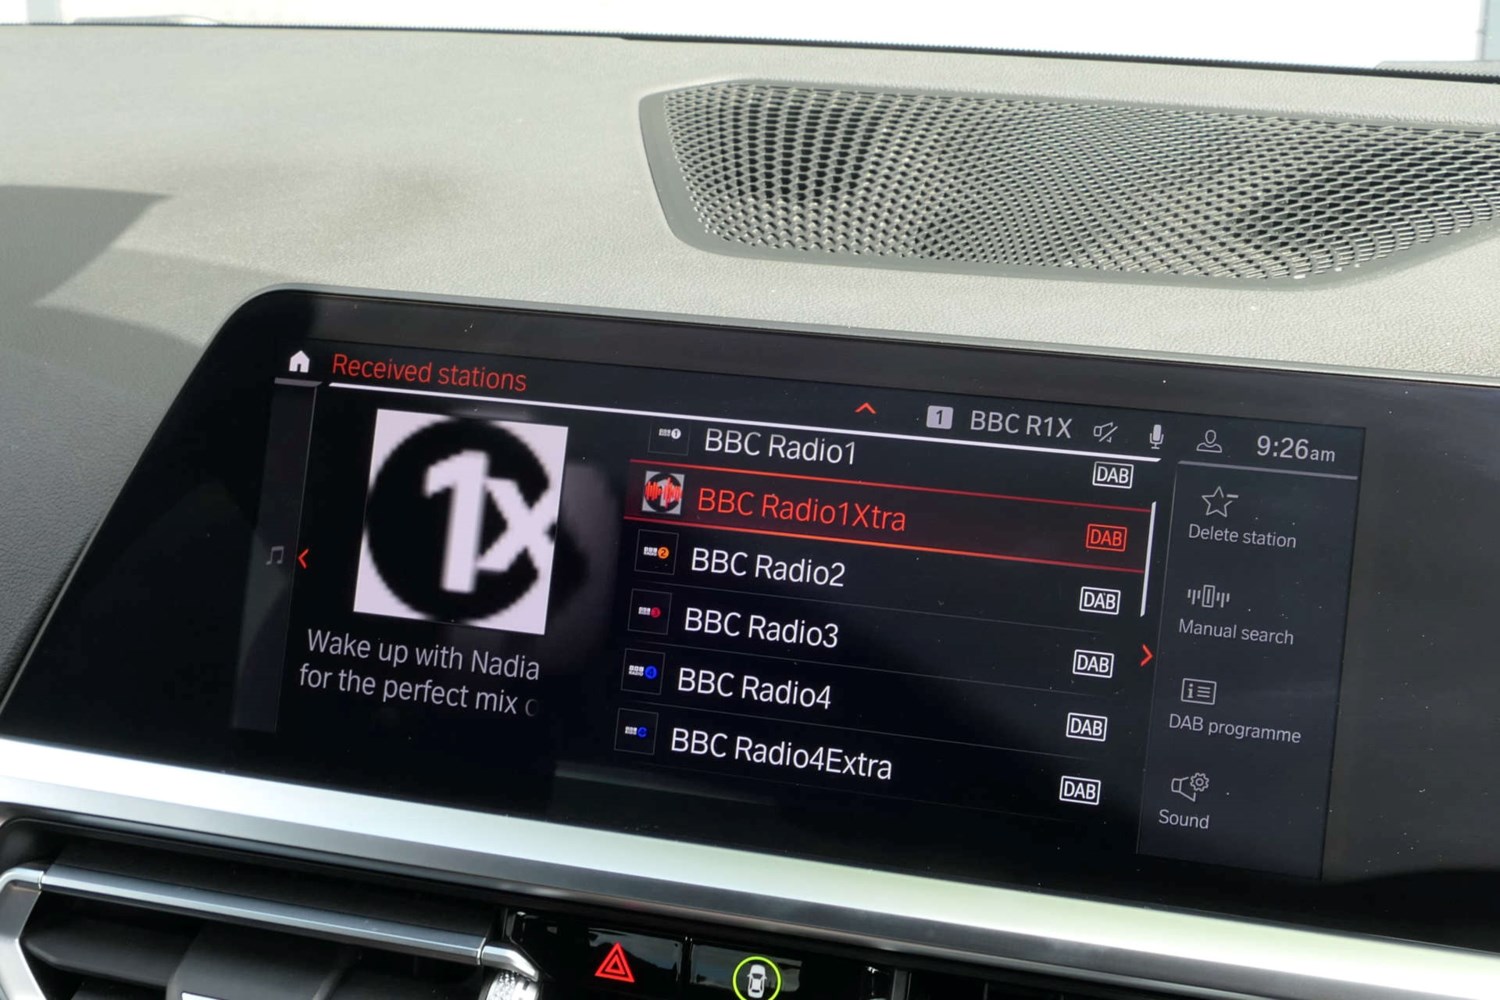 Received stations
1 BBC R1X
9:26am
1x
Wake up with Nadia
for the perfect mix
BBC Radio1 DAB
BBC Radio1Xtra DAB
BBC Radio2 DAB
BBC Radio3 DAB
BBC Radio4 DAB
BBC Radio4Extra DAB
Delete station
Manual search
DAB programme
Sound